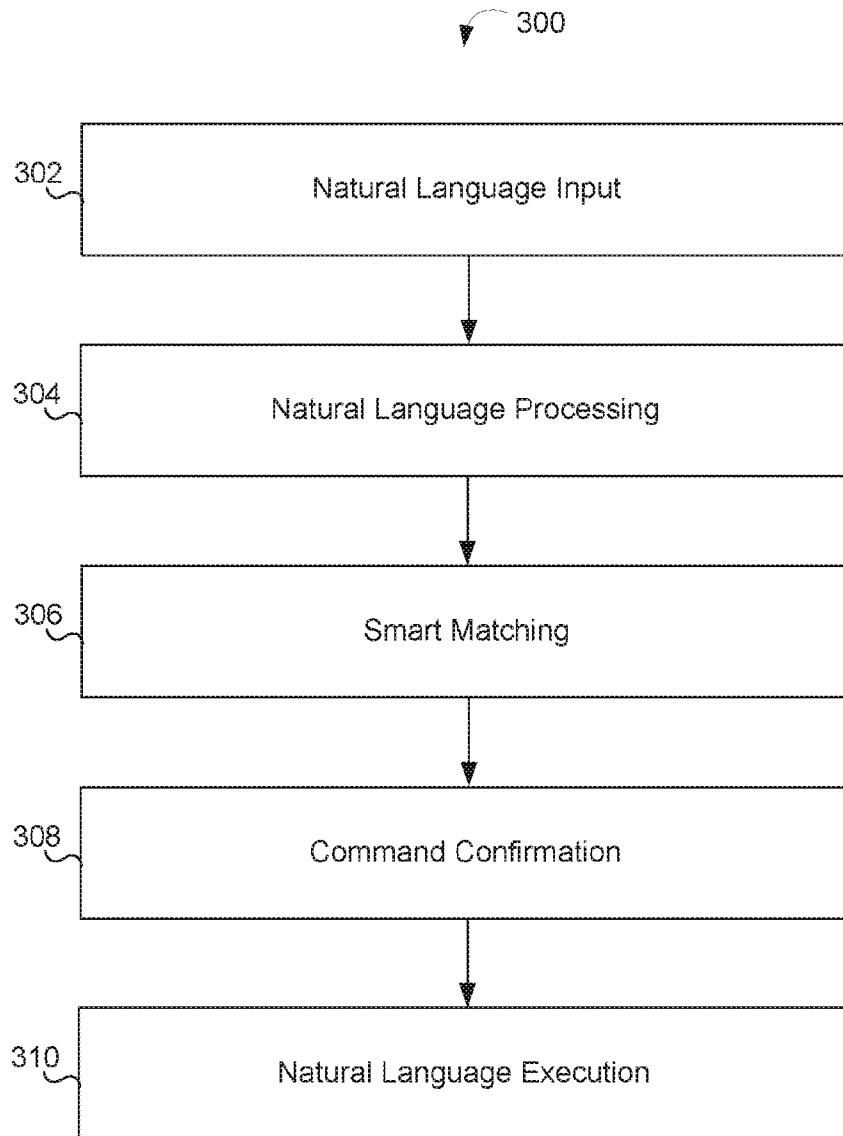 300
302
Natural Language Input
304
Natural Language Processing
306
Smart Matching
308
Command Confirmation
310
Natural Language Execution